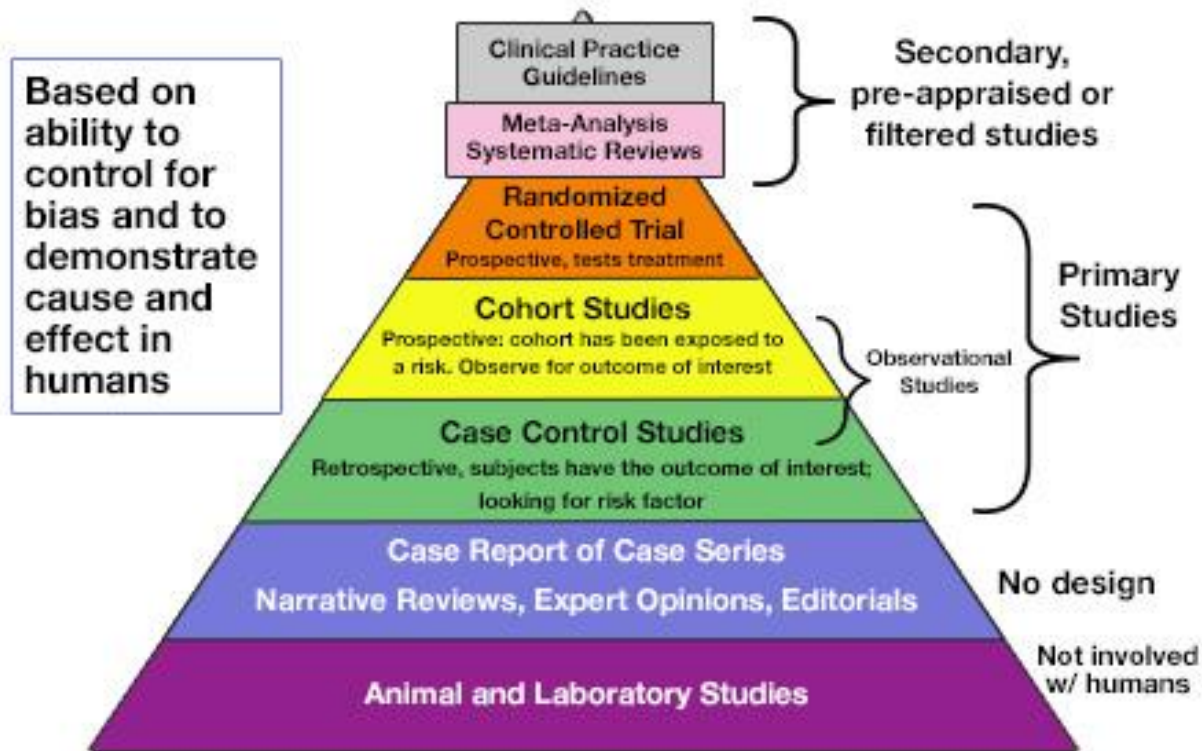 Based on
ability to
control for
bias and to
demonstrate
cause and
effect in
humans
Clinical Practice
Guidelines
Meta-Analysis
Systematic Reviews
Secondary,
pre-appraised or
filtered studies
Randomized
Controlled Trial
Prospective, tests treatment
Cohort Studies
Prospective: cohort has been exposed to
a risk. Observe for outcome of interest
Case Control Studies
Retrospective, subjects have the outcome of interest;
looking for risk factor
Observational
Studies
Primary
Studies
Case Report of Case Series
Narrative Reviews, Expert Opinions, Editorials
No design
Animal and Laboratory Studies
Not involved
w/ humans